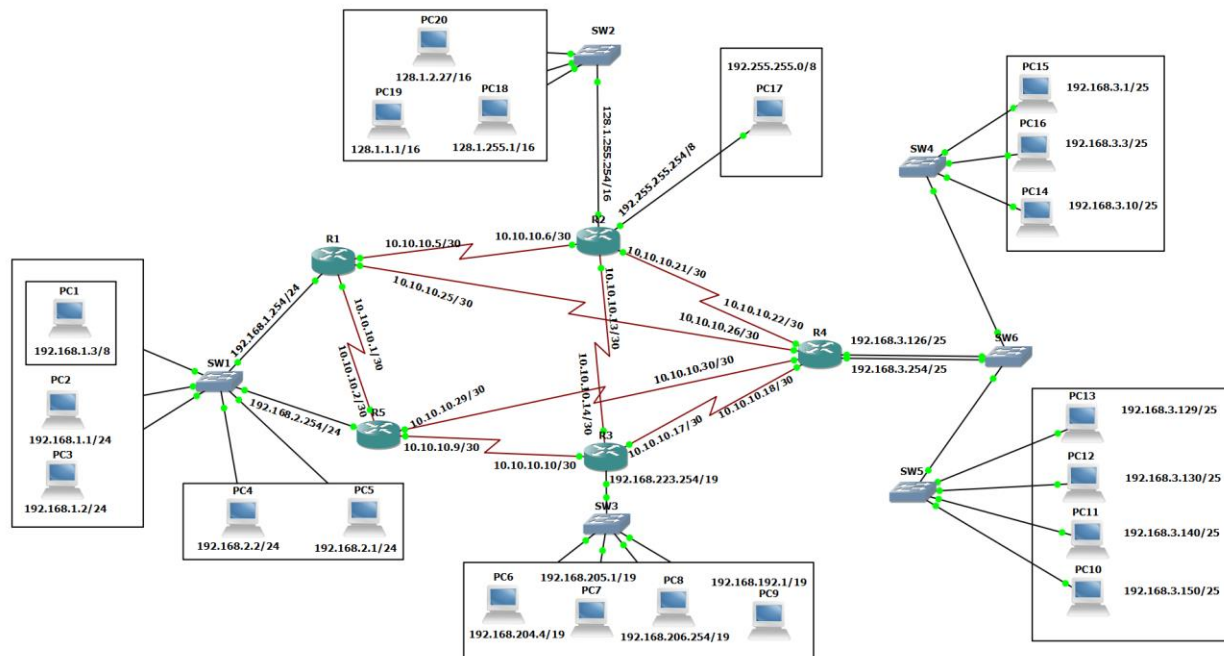 PC20
128.1.2.27/16
PC19
128.1.1.1/16
PC18
128.1.255.1/16
SW2
128.1.255.254/16
192.255.255.0/8
PC17
192.255.255.254/8
PC15
192.168.3.1/25
PC16
192.168.3.3/25
PC14
192.168.3.10/25
SW4
R1
10.10.10.5/30
10.10.10.6/30
R2
10.10.10.21/30
10.10.10.22/30
10.10.10.25/30
10.10.10.26/30
10.10.10.13/30
10.10.10.14/30
R4
192.168.3.126/25
192.168.3.254/25
SW6
PC1
192.168.1.3/8
PC2
192.168.1.1/24
PC3
192.168.1.2/24
SW1
192.168.1.254/24
192.168.2.254/24
10.10.10.1/30
10.10.10.2/30
R5
10.10.10.29/30
10.10.10.30/30
10.10.10.9/30
10.10.10.10/30
R3
10.10.10.17/30
10.10.10.18/30
192.168.223.254/19
SW3
PC4
192.168.2.2/24
PC5
192.168.2.1/24
PC6
192.168.204.4/19
192.168.205.1/19
PC7
PC8
192.168.206.254/19
192.168.192.1/19
PC9
SW5
PC13
192.168.3.129/25
PC12
192.168.3.130/25
PC11
192.168.3.140/25
PC10
192.168.3.150/25